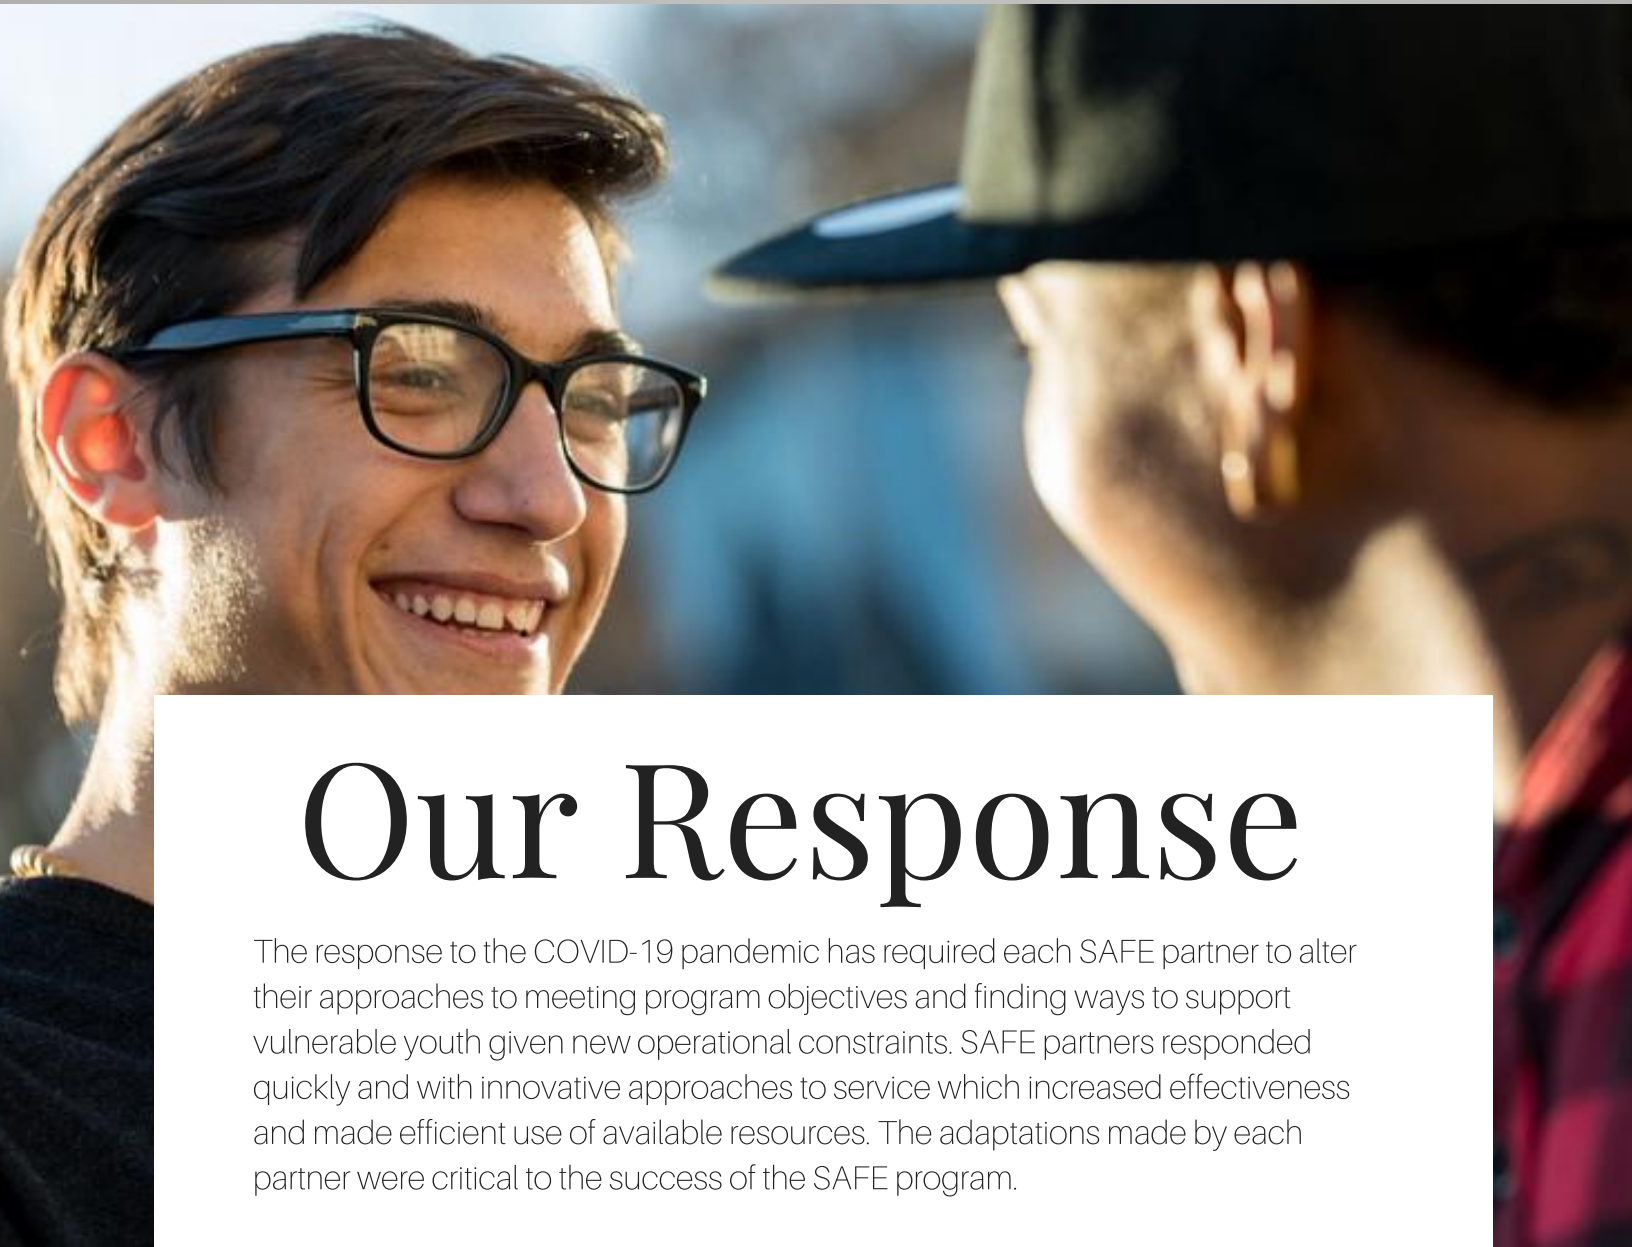 Our Response
The response to the COVID-19 pandemic has required each SAFE partner to alter
their approaches to meeting program objectives and finding ways to support
vulnerable youth given new operational constraints. SAFE partners responded
quickly and with innovative approaches to service which increased effectiveness
and made efficient use of available resources. The adaptations made by each
partner were critical to the success of the SAFE program.